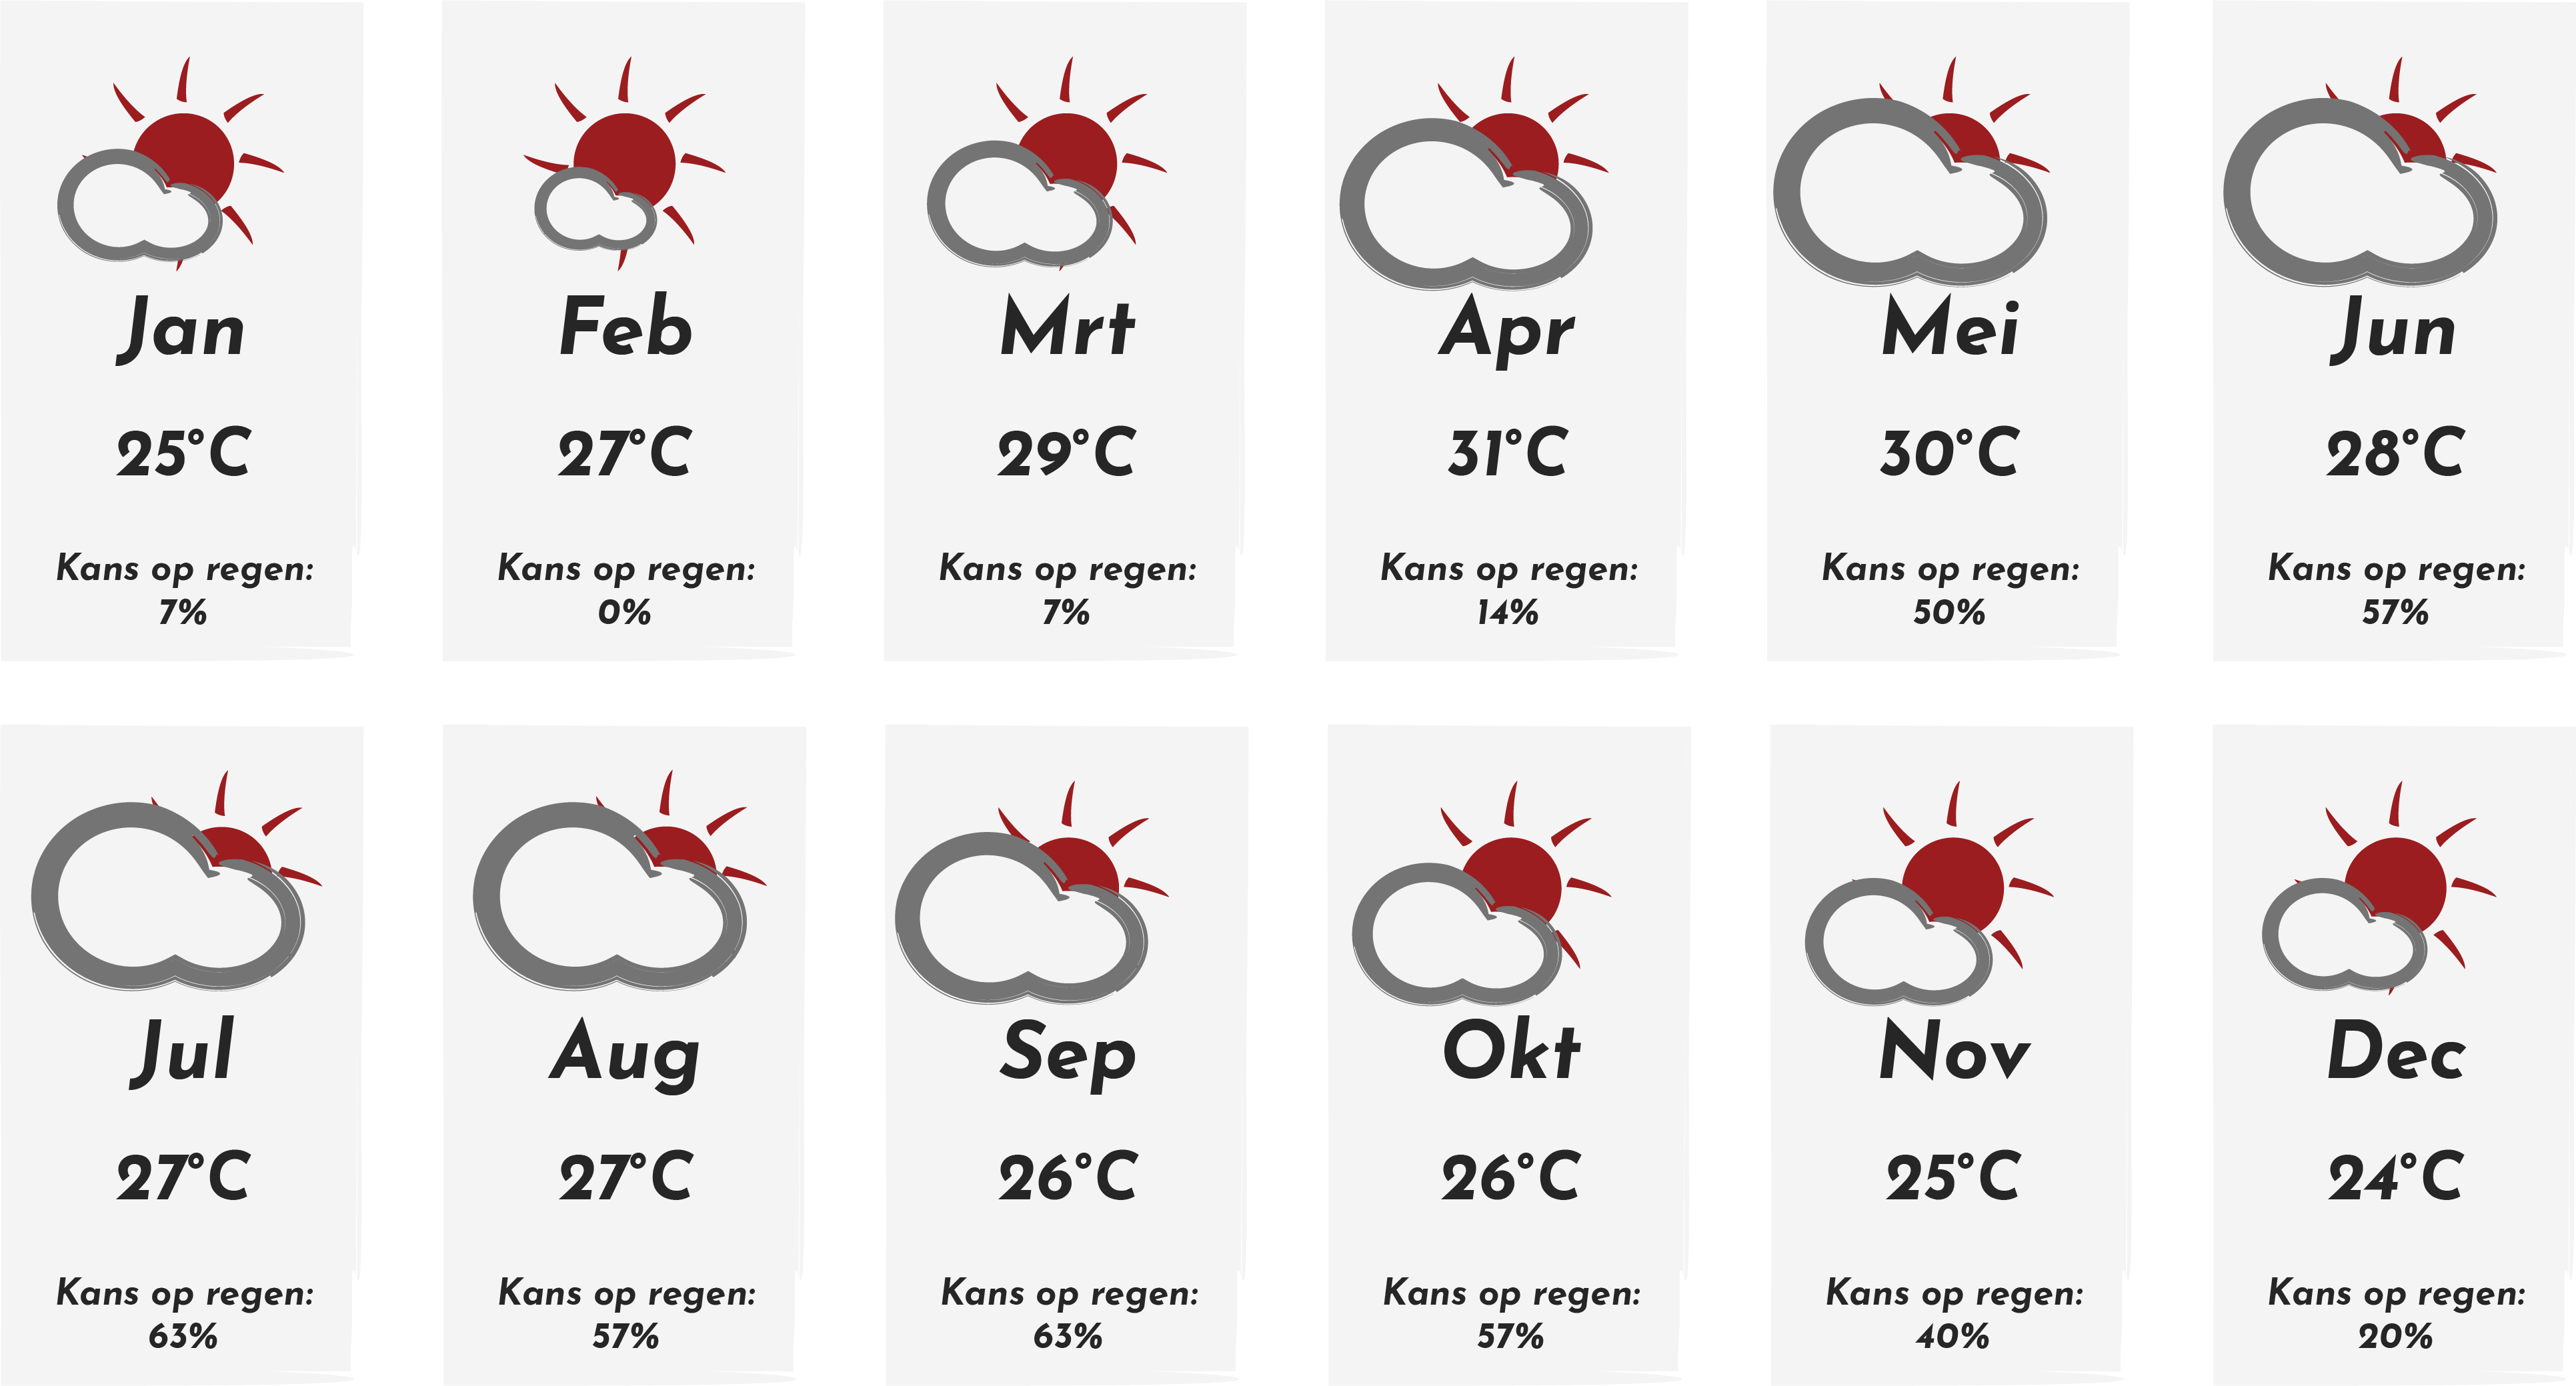 Jan
25°C
Kans op regen:
7%
Feb
27°C
Kans op regen:
0%
Mrt
29°C
Kans op regen:
7%
Apr
31°C
Kans op regen:
14%
Mei
30°C
Kans op regen:
50%
Jun
28°C
Kans op regen:
57%
Jul
27°C
Kans op regen:
63%
Aug
27°C
Kans op regen:
57%
Sep
26°C
Kans op regen:
63%
Okt
26°C
Kans op regen:
57%
Nov
25°C
Kans op regen:
40%
Dec
24°C
Kans op regen:
20%